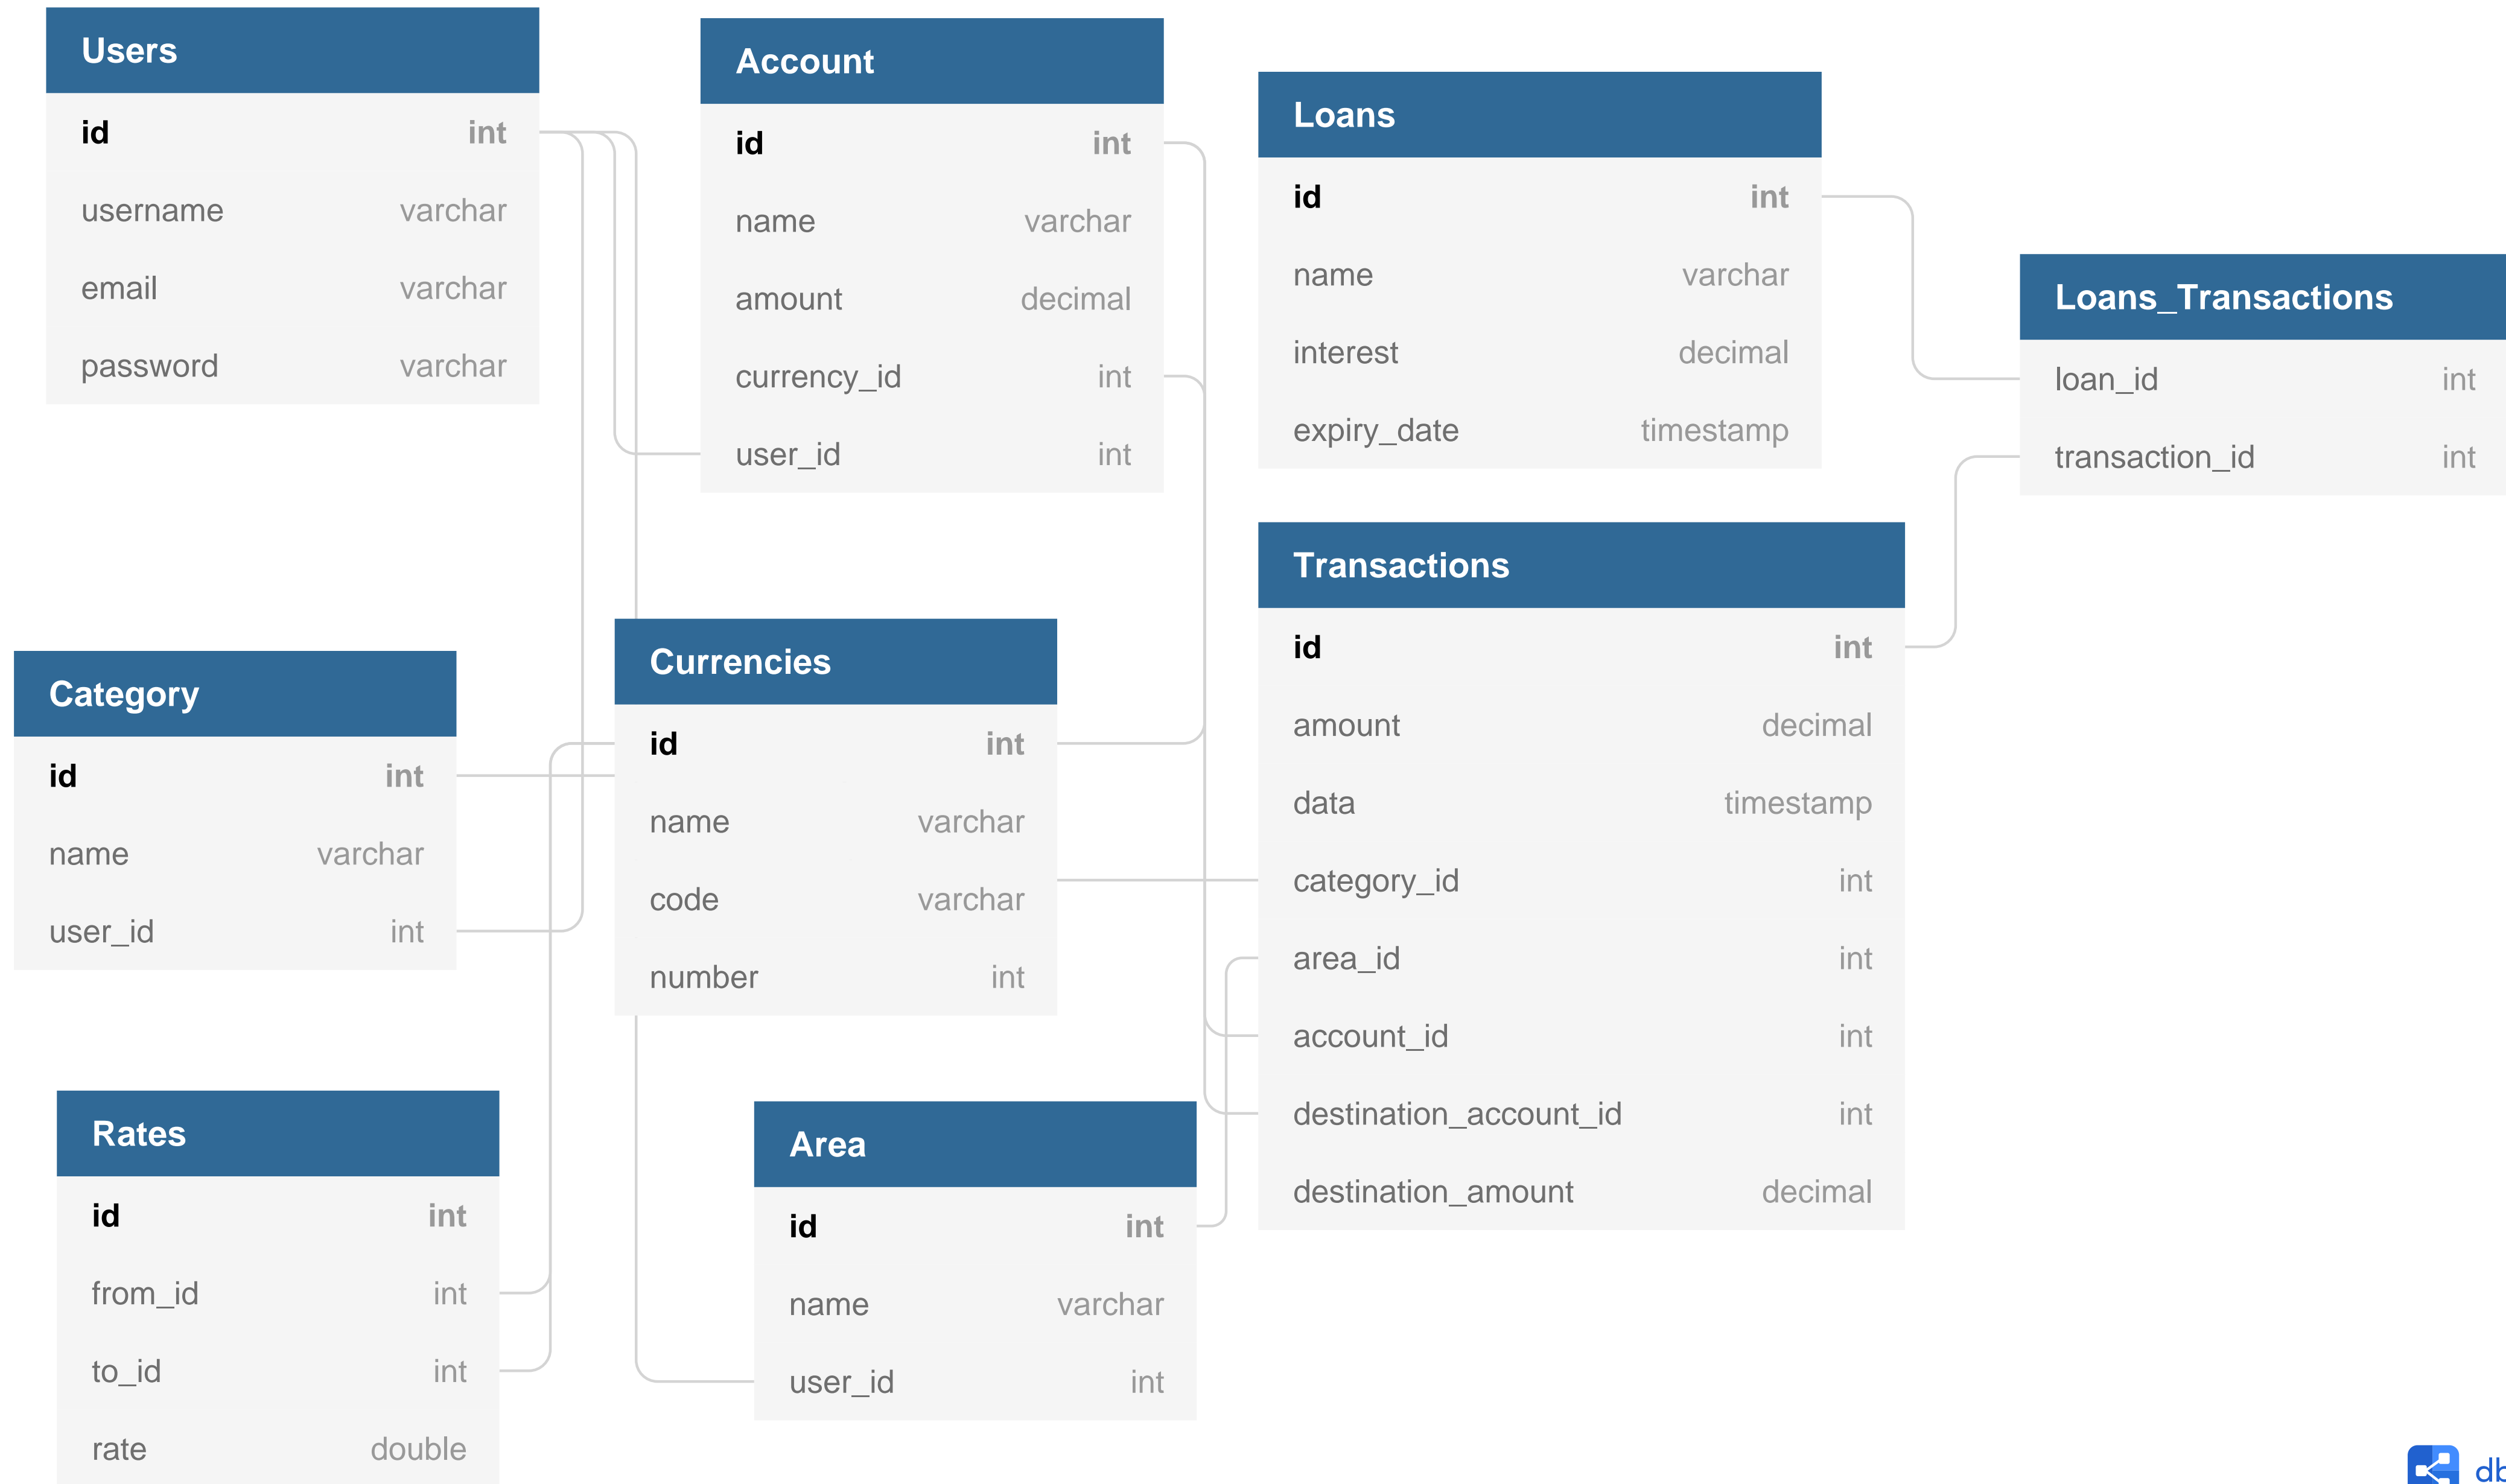 Users
id int
username varchar
email varchar
password varchar
Account
id int
name varchar
amount decimal
currency_id int
user_id int
Loans
id int
name varchar
interest decimal
expiry_date timestamp
Loans_Transactions
loan_id int
transaction_id int
Transactions
id int
amount decimal
data timestamp
category_id int
area_id int
account_id int
destination_account_id int
destination_amount decimal
Category
id int
name varchar
user_id int
Currencies
id int
name varchar
code varchar
number int
Rates
id int
from_id int
to_id int
rate double
Area
id int
name varchar
user_id int